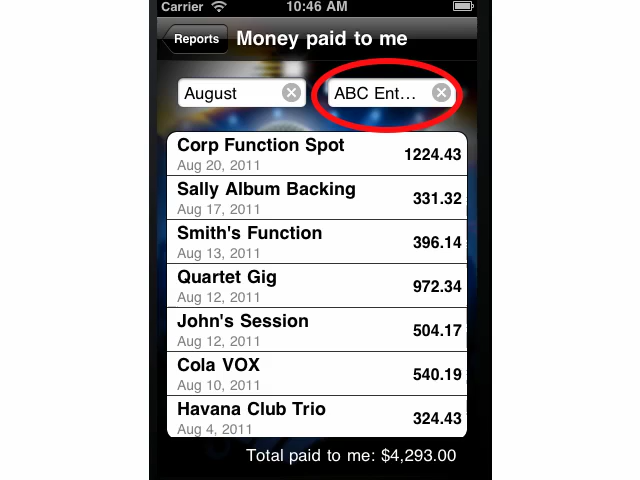 Carrier 10:46 AM
Reports Money paid to me
August ABC Ent...
Corp Function Spot 1224.43
Aug 20, 2011
Sally Album Backing 331.32
Aug 17, 2011
Smith's Function 396.14
Aug 13, 2011
Quartet Gig 972.34
Aug 12, 2011
John's Session 504.17
Aug 12, 2011
Cola VOX 540.19
Aug 10, 2011
Havana Club Trio 324.43
Aug 4, 2011
Total paid to me: $4,293.00